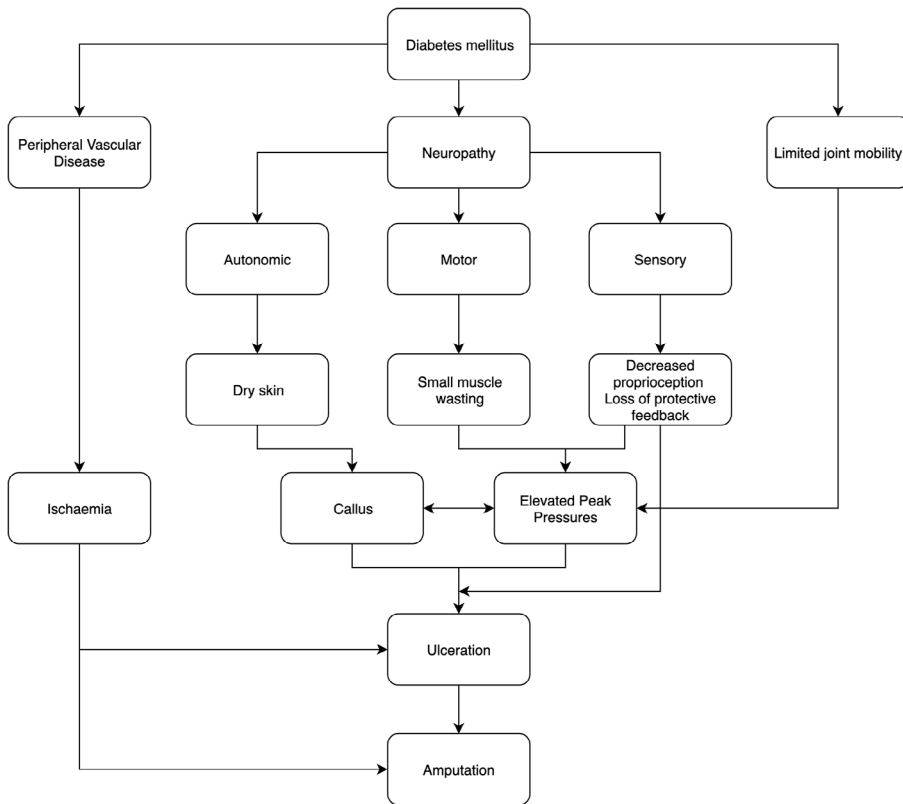 Diabetes mellitus
Peripheral Vascular
Disease
Neuropathy
Limited joint mobility
Autonomic
Motor
Sensory
Dry skin
Small muscle
wasting
Decreased
proprioception
Loss of protective
feedback
Ischaemia
Callus
Elevated Peak
Pressures
Ulceration
Amputation